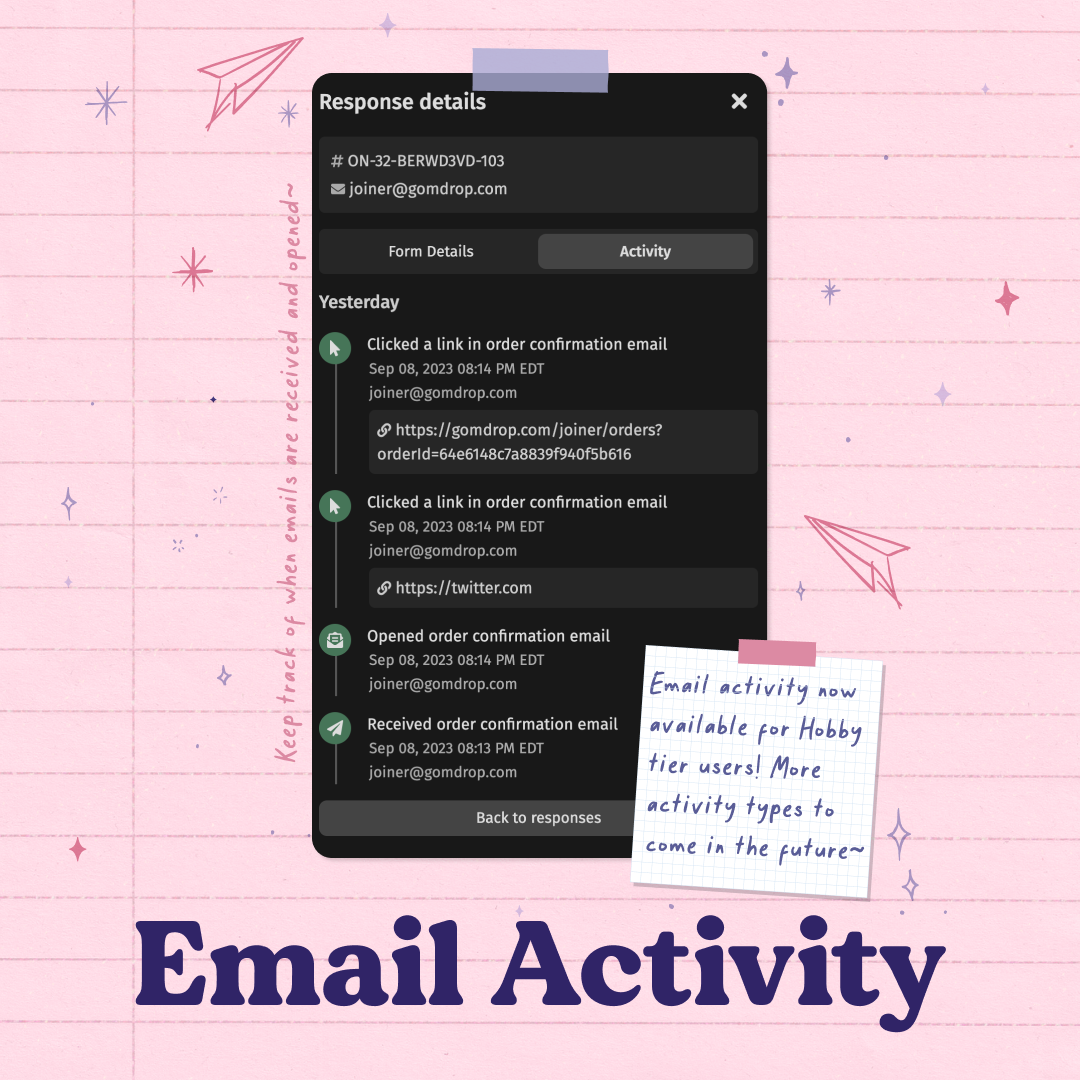 Response details
# ON-32-BERWD3VD-103
joiner@gomdrop.com
Form Details
Activity
Yesterday
Clicked a link in order confirmation email
Sep 08, 2023 08:14 PM EDT
joiner@gomdrop.com
https://gomdrop.com/joiner/orders?
orderId=64e6148c7a8839f940f5b616
Clicked a link in order confirmation email
Sep 08, 2023 08:14 PM EDT
joiner@gomdrop.com
https://twitter.com
Opened order confirmation email
Sep 08, 2023 08:14 PM EDT
joiner@gomdrop.com
Received order confirmation email
Sep 08, 2023 08:13 PM EDT
joiner@gomdrop.com
Back to responses
Keep track of when emails are received and opened~
Email activity now
available for Hobby
tier users! More
activity types to
come in the future~
Email Activity